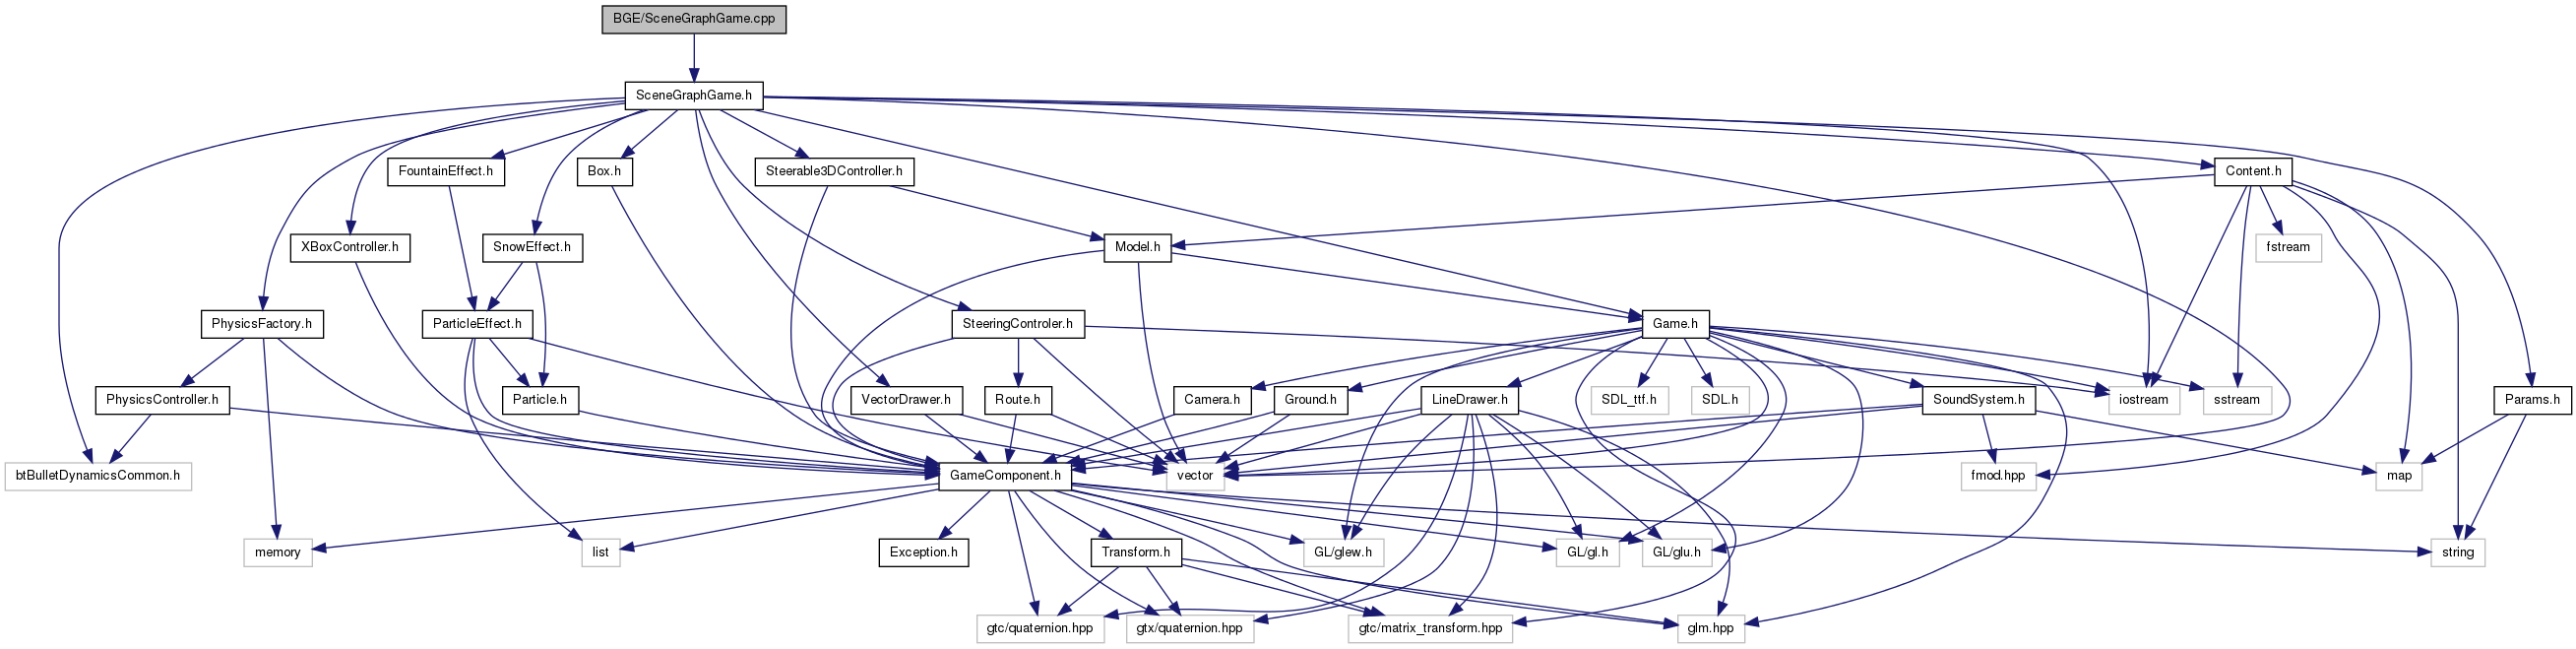 BGE/SceneGraphGame.cpp
SceneGraphGame.h
FountainEffect.h
Box.h
Steerable3DController.h
Content.h
XBoxController.h
SnowEffect.h
Model.h
fstream
PhysicsFactory.h
ParticleEffect.h
SteeringControler.h
Game.h
PhysicsController.h
Particle.h
VectorDrawer.h
Route.h
Camera.h
Ground.h
LineDrawer.h
SDL_ttf.h
SDL.h
SoundSystem.h
iostream
sstream
Params.h
btBulletDynamicsCommon.h
GameComponent.h
vector
fmod.hpp
map
memory
list
Exception.h
Transform.h
GL/glew.h
GL/gl.h
GL/glu.h
string
gtc/quaternion.hpp
gtx/quaternion.hpp
gtc/matrix_transform.hpp
glm.hpp